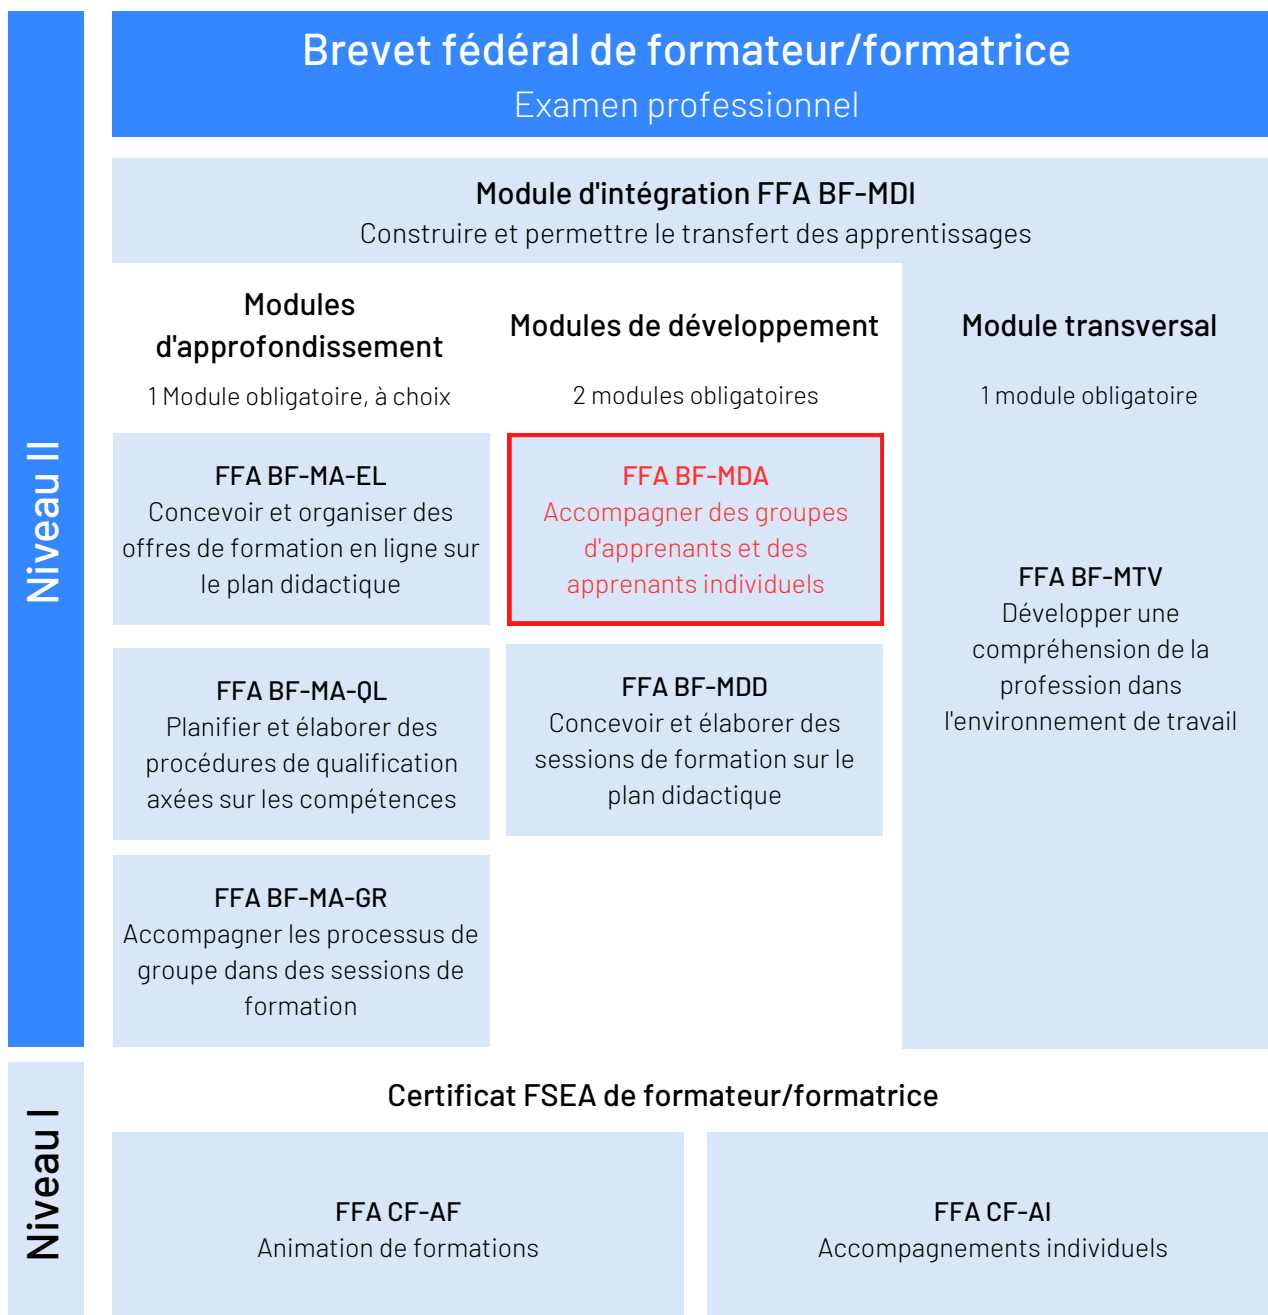 Brevet fédéral de formateur/formatrice
Examen professionnel
Niveau II
Module d'intégration FFA BF-MDI
Construire et permettre le transfert des apprentissages
Modules
d'approfondissement
1 Module obligatoire, à choix
FFA BF-MA-EL
Concevoir et organiser des
offres de formation en ligne sur
le plan didactique
FFA BF-MA-QL
Planifier et élaborer des
procédures de qualification
axées sur les compétences
FFA BF-MA-GR
Accompagner les processus de
groupe dans des sessions de
formation
Modules de développement
2 modules obligatoires
FFA BF-MDA
Accompagner des groupes
d'apprenants et des
apprenants individuels
FFA BF-MDD
Concevoir et élaborer des
sessions de formation sur le
plan didactique
Module transversal
1 module obligatoire
FFA BF-MTV
Développer une
compréhension de la
profession dans
l'environnement de travail
Niveau I
Certificat FSEA de formateur/formatrice
FFA CF-AF
Animation de formations
FFA CF-AI
Accompagnements individuels